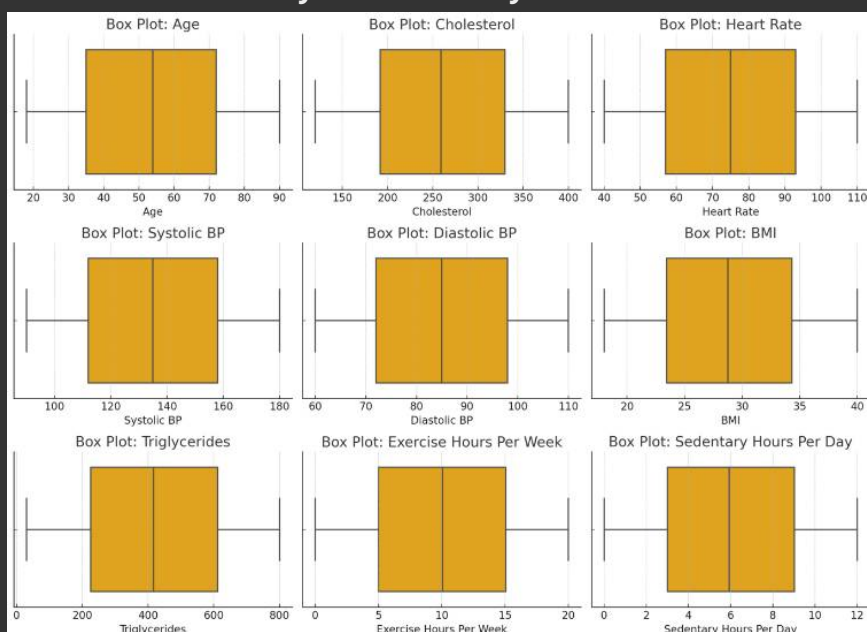 Box Plot: Age
Box Plot: Cholesterol
Box Plot: Heart Rate
20 30 40 50 60 70 80 90
150 200 250 300 350 400
40 50 60 70 80 90 100 110
Age
Cholesterol
Heart Rate
Box Plot: Systolic BP
Box Plot: Diastolic BP
Box Plot: BMI
100 120 140 160 180
60 70 80 90 100 110
20 25 30 35 40
Systolic BP
Diastolic BP
BMI
Box Plot: Triglycerides
Box Plot: Exercise Hours Per Week
Box Plot: Sedentary Hours Per Day
0 200 400 600 800
0 5 10 15 20
0 2 4 6 8 10 12
Triglycerides
Exercise Hours Per Week
Sedentary Hours Per Day